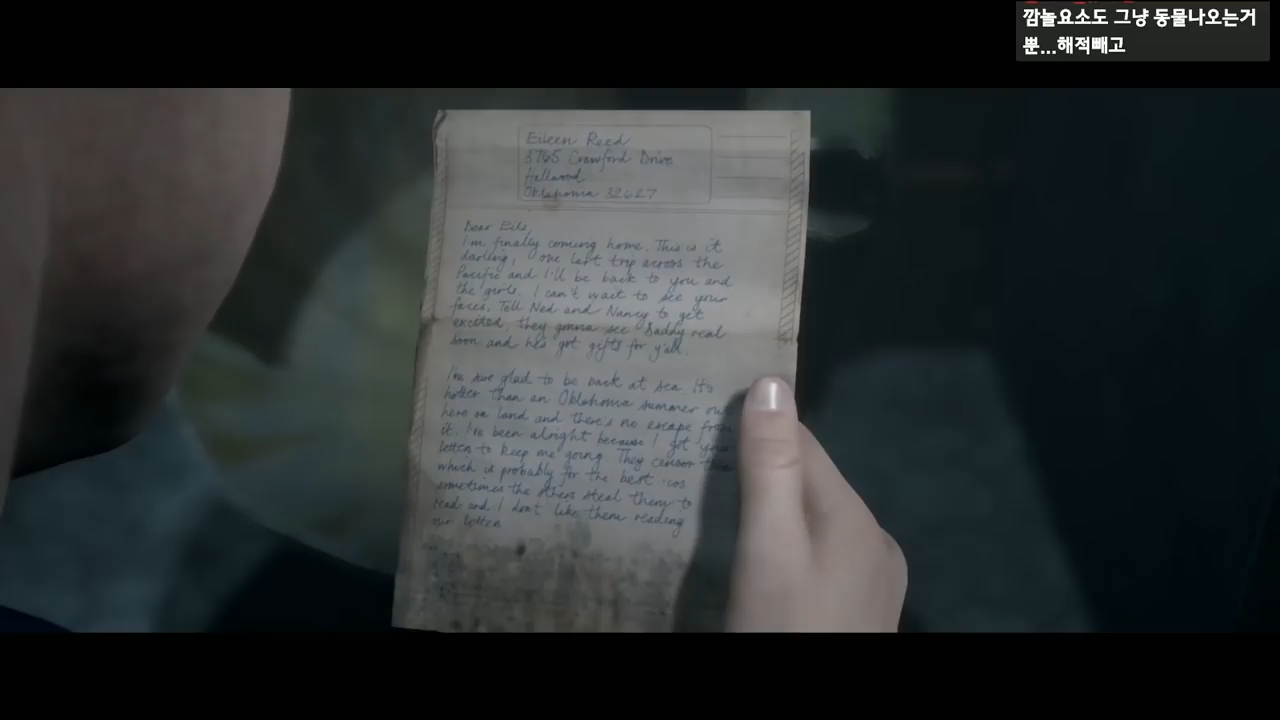 깜놀요소도 그냥 동물나오는거
뿐...해적빼고
Eileen Reed
3765 Crawford Drive
Hallwood
Oklahoma 32627
Dear Eils,
I'm finally coming home. This is it
darling, one last trip across the
Pacific and I'll be back to you and
the girls. I can't wait to see your
faces. Tell Ned and Nancy to get
excited, they gonna see Daddy real
soon and he's got gifts for y'all.
I'm sure glad to be back at sea. It's
hotter than an Oklahoma summer out
here on land and there's no escape from
it. I've been alright because I got your
letters to keep me going. They censor them
which is probably for the best 'cos
sometimes the others steal them to
read and I don't like them reading
our letters